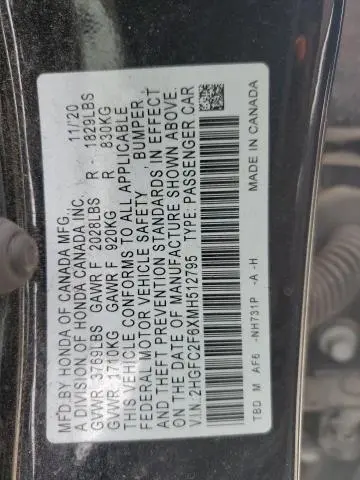 MFD.BY HONDA OF CANADA MFG., 11/20
A DIVISION OF HONDA CANADA INC.
GVWR 3769LBS GAWR F 2028LBS R - 1829LBS
GVWR 1710KG GAWR F 920KG R 830KG
THIS VEHICLE CONFORMS TO ALL APPLICABLE
FEDERAL MOTOR VEHICLE SAFETY, BUMPER,
AND THEFT PREVENTION STANDARDS IN EFFECT
ON THE DATE OF MANUFACTURE SHOWN ABOVE.
V.I.N.:2HGFC2F6XMH512795 TYPE:PASSENGER CAR
TBD M AF6 -NH731P -A -H MADE IN CANADA